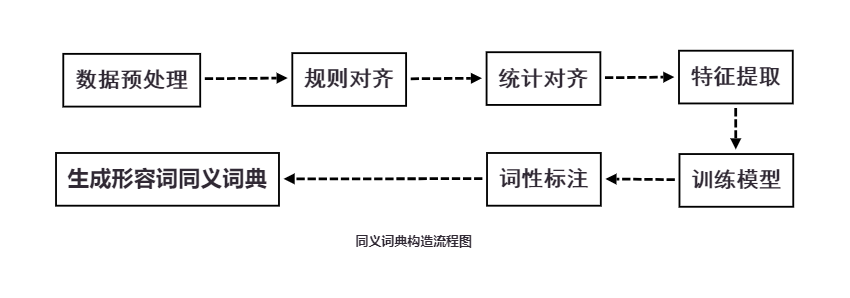 数据预处理
规则对齐
统计对齐
特征提取
训练模型
词性标注
生成形容词同义词典
同义词典构造流程图